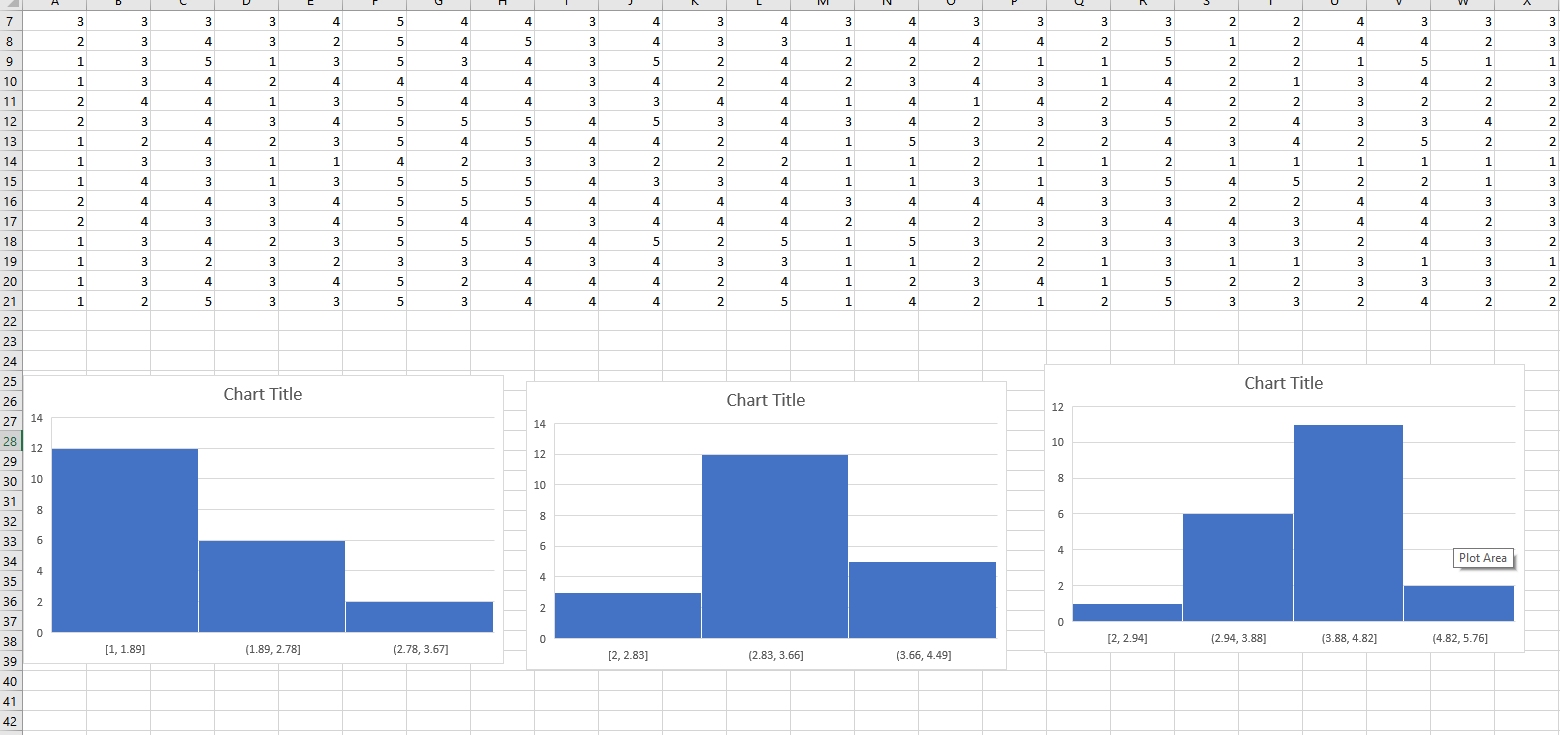 A B C D E F G H I J K L M N O P Q R S T U V W X
7 3 3 3 3 4 5 4 4 3 4 3 4 3 4 3 3 3 3 2 2 4 3 3 3
8 2 3 4 3 2 5 4 5 3 4 3 3 1 4 4 4 2 5 1 2 4 4 2 3
9 1 3 5 1 3 5 3 4 3 5 2 4 2 2 2 1 1 5 2 2 1 5 1 1
10 1 3 4 2 4 4 4 4 3 4 2 4 2 3 4 3 1 4 2 1 3 4 2 3
11 2 4 4 1 3 5 4 4 3 3 4 4 1 4 1 4 2 4 2 2 3 2 2 2
12 2 3 4 3 4 5 5 5 4 5 3 4 3 4 2 3 3 5 2 4 3 3 4 2
13 1 2 4 2 3 5 4 5 4 4 2 4 1 5 3 2 2 4 3 4 2 5 2 2
14 1 3 3 1 1 4 2 3 3 2 2 2 1 1 2 1 1 2 1 1 1 1 1 1
15 1 4 3 1 3 5 5 5 4 3 3 4 1 1 3 1 3 5 4 5 2 2 1 3
16 2 4 4 3 4 5 5 5 4 4 4 4 3 4 4 4 3 3 2 2 4 4 3 3
17 2 4 3 3 4 5 4 4 3 4 4 4 2 4 2 3 3 4 4 3 4 4 2 3
18 1 3 4 2 3 5 5 5 4 5 2 5 1 5 3 2 3 3 3 3 2 4 3 2
19 1 3 2 3 2 3 3 4 3 4 3 3 1 1 2 2 1 3 1 1 3 1 3 1
20 1 3 4 3 4 5 2 4 4 4 2 4 1 2 3 4 1 5 2 2 3 3 3 2
21 1 2 5 3 3 5 3 4 4 4 2 5 1 4 2 1 2 5 3 3 2 4 2 2
22
23
24
25
26
27
28
29
30
31
32
33
34
35
36
37
38
39
40
41
42
Chart Title
14
12
10
8
6
4
2
0
[1, 1.89] (1.89, 2.78] (2.78, 3.67]
Chart Title
14
12
10
8
6
4
2
0
[2, 2.83] (2.83, 3.66] (3.66, 4.49]
Chart Title
12
10
8
6
4
2
0
Plot Area
[2, 2.94] (2.94, 3.88] (3.88, 4.82] (4.82, 5.76]